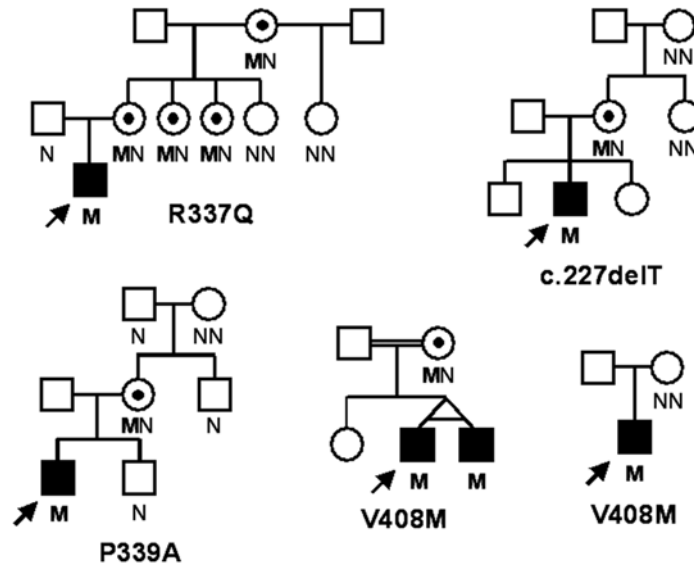 MN
NN
N MN MN MN NN NN MN NN
M M
R337Q
c.227delT
N NN
MN N MN NN
M N M M M
P339A V408M V408M